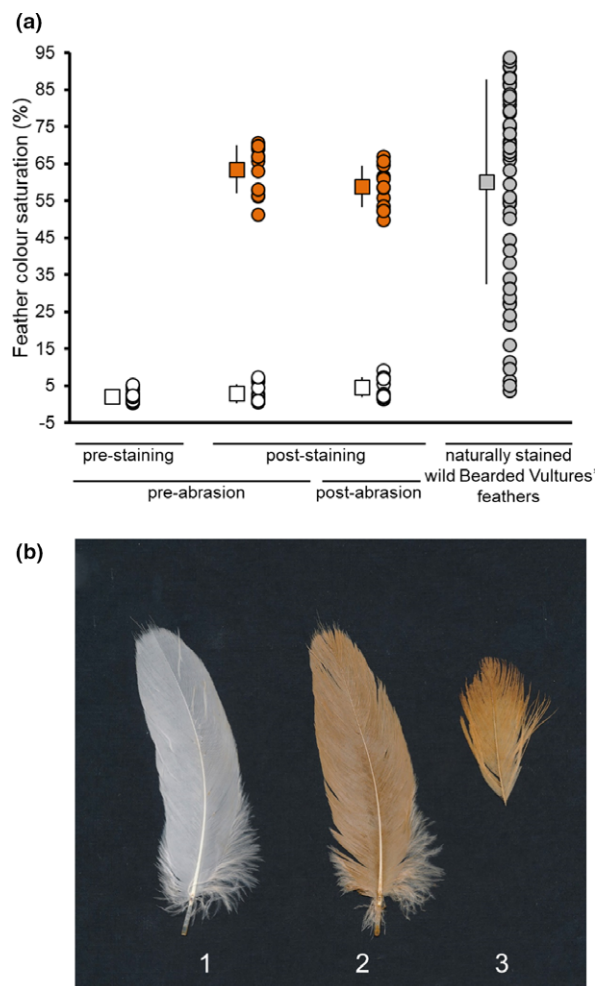 (a)
95
85
75
65
55
45
35
25
15
5
-5
Feather colour saturation (%)
pre-staining
post-staining
naturally stained
wild Bearded Vultures'
feathers
pre-abrasion
post-abrasion
(b)
1 2 3